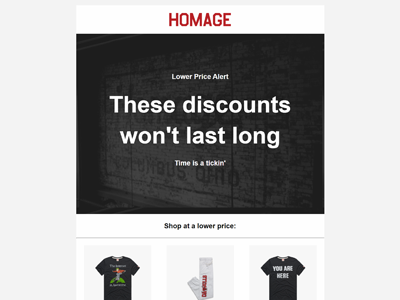 HOMAGE
Lower Price Alert
These discounts
won't last long
Time is a tickin'
Shop at a lower price:
YOU ARE
HERE